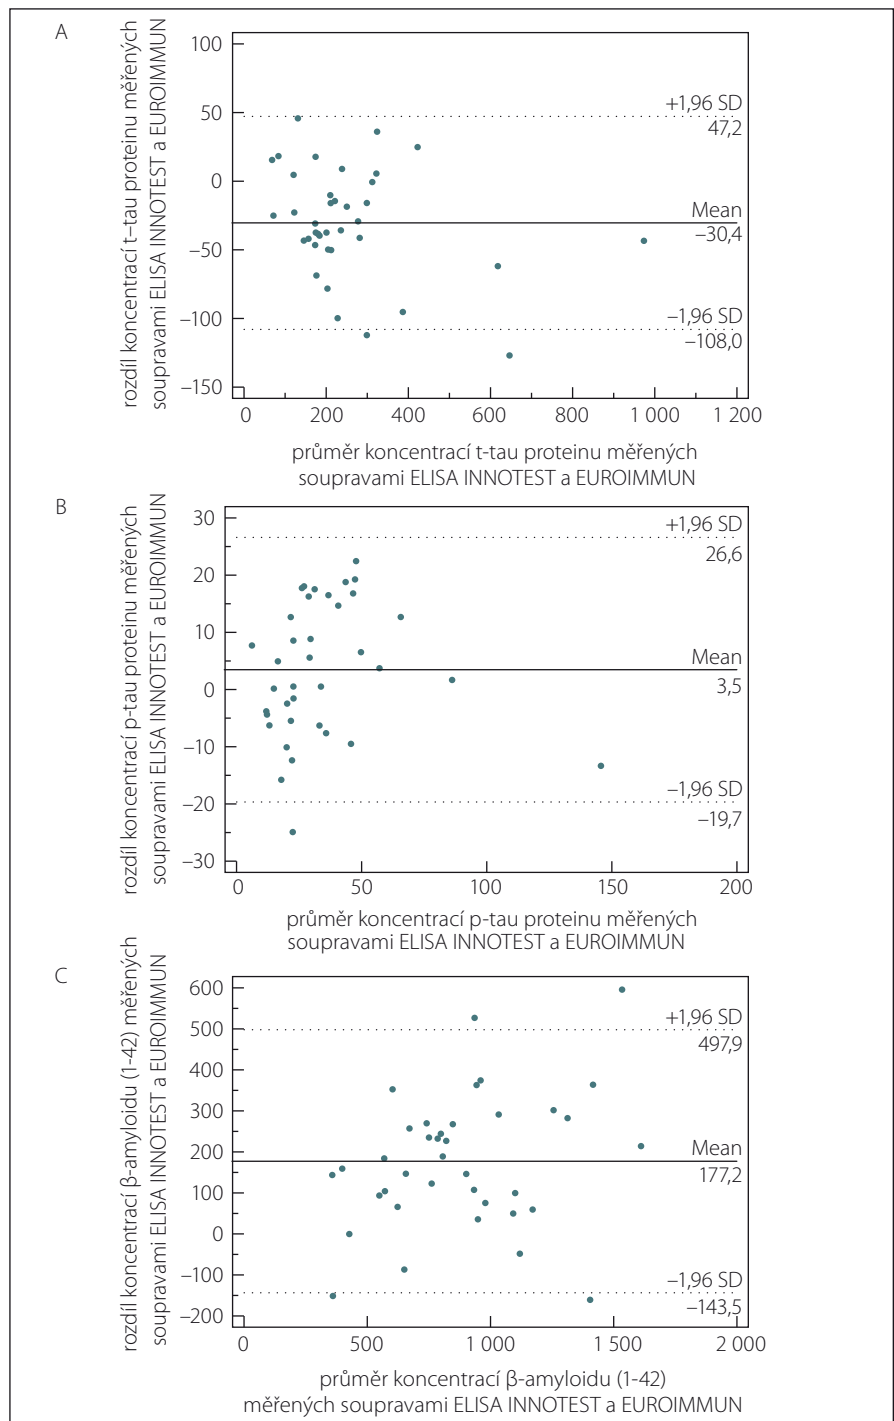 A
rozdíl koncentrací t–tau proteinu měřených
soupravami ELISA INNOTEST a EUROIMMUN
100
50
0
−50
−100
−150
+1,96 SD
47,2
Mean
−30,4
−1,96 SD
−108,0
0
200
400
600
800
1 000
1 200
průměr koncentrací t-tau proteinu měřených
soupravami ELISA INNOTEST a EUROIMMUN
B
rozdíl koncentrací p-tau proteinu měřených
soupravami ELISA INNOTEST a EUROIMMUN
30
20
10
0
−10
−20
−30
+1,96 SD
26,6
Mean
3,5
−1,96 SD
−19,7
0
50
100
150
200
průměr koncentrací p-tau proteinu měřených
soupravami ELISA INNOTEST a EUROIMMUN
C
rozdíl koncentrací β-amyloidu (1-42) měřených
soupravami ELISA INNOTEST a EUROIMMUN
600
500
400
300
200
100
0
−100
−200
+1,96 SD
497,9
Mean
177,2
−1,96 SD
−143,5
0
500
1 000
1 500
2 000
průměr koncentrací β-amyloidu (1-42)
měřených soupravami ELISA INNOTEST a EUROIMMUN